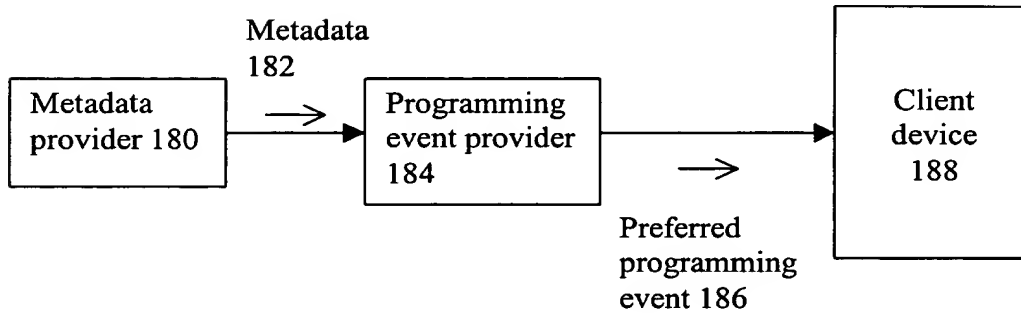 Metadata
182
Metadata
provider 180
Programming
event provider
184
Client
device
188
Preferred
programming
event 186